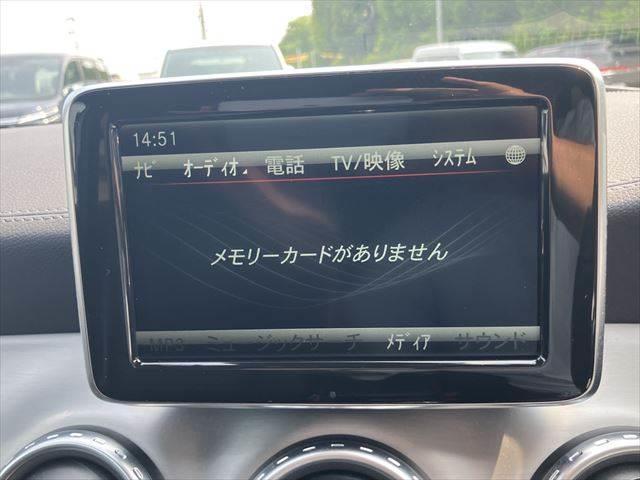 14:51
ナビ オーディオ 電話 TV/映像 システム
メモリーカードがありません
MP3 ミュージックサーチ メディア サウンド